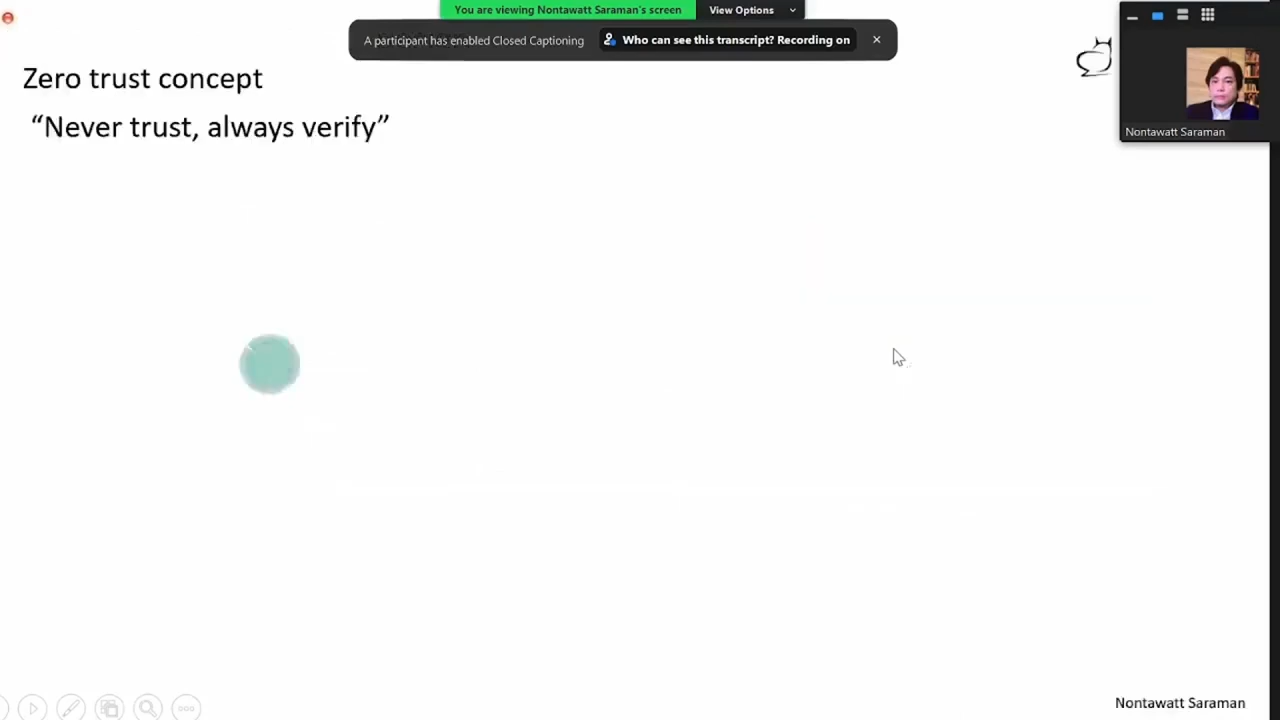 You are viewing Nontawatt Saraman's screen
View Options
A participant has enabled Closed Captioning
Who can see this transcript? Recording on
Zero trust concept
“Never trust, always verify”
Nontawatt Saraman
Nontawatt Saraman